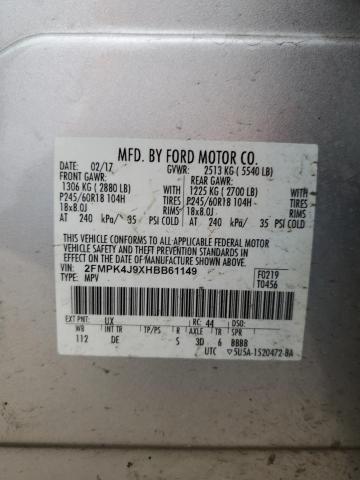 MFD. BY FORD MOTOR CO.
DATE: 02/17 GVWR: 2513 KG ( 5540 LB)
FRONT GAWR: REAR GAWR:
1306 KG ( 2880 LB) 1225 KG ( 2700 LB)
P245/60R18 104H P245/60R18 104H
18x8.0J TIRES RIMS 18x8.0J
AT 240 kPa/ 35 PSI COLD AT 240 kPa/ 35 PSI COLD
THIS VEHICLE CONFORMS TO ALL APPLICABLE FEDERAL MOTOR
VEHICLE SAFETY, BUMPER, AND THEFT PREVENTION STANDARDS IN
EFFECT ON THE DATE OF MANUFACTURE SHOWN ABOVE.
VIN: 2FMPK4J9XHBB61149 F0219
TYPE: MPV T0456
EXT PNT: UX RC: 44 DSO:
WB INT TR TP/PS R AXLE TR SPR
112 DE S 3D 6 BBBB
UTC ▽5U5A-1520472-BA